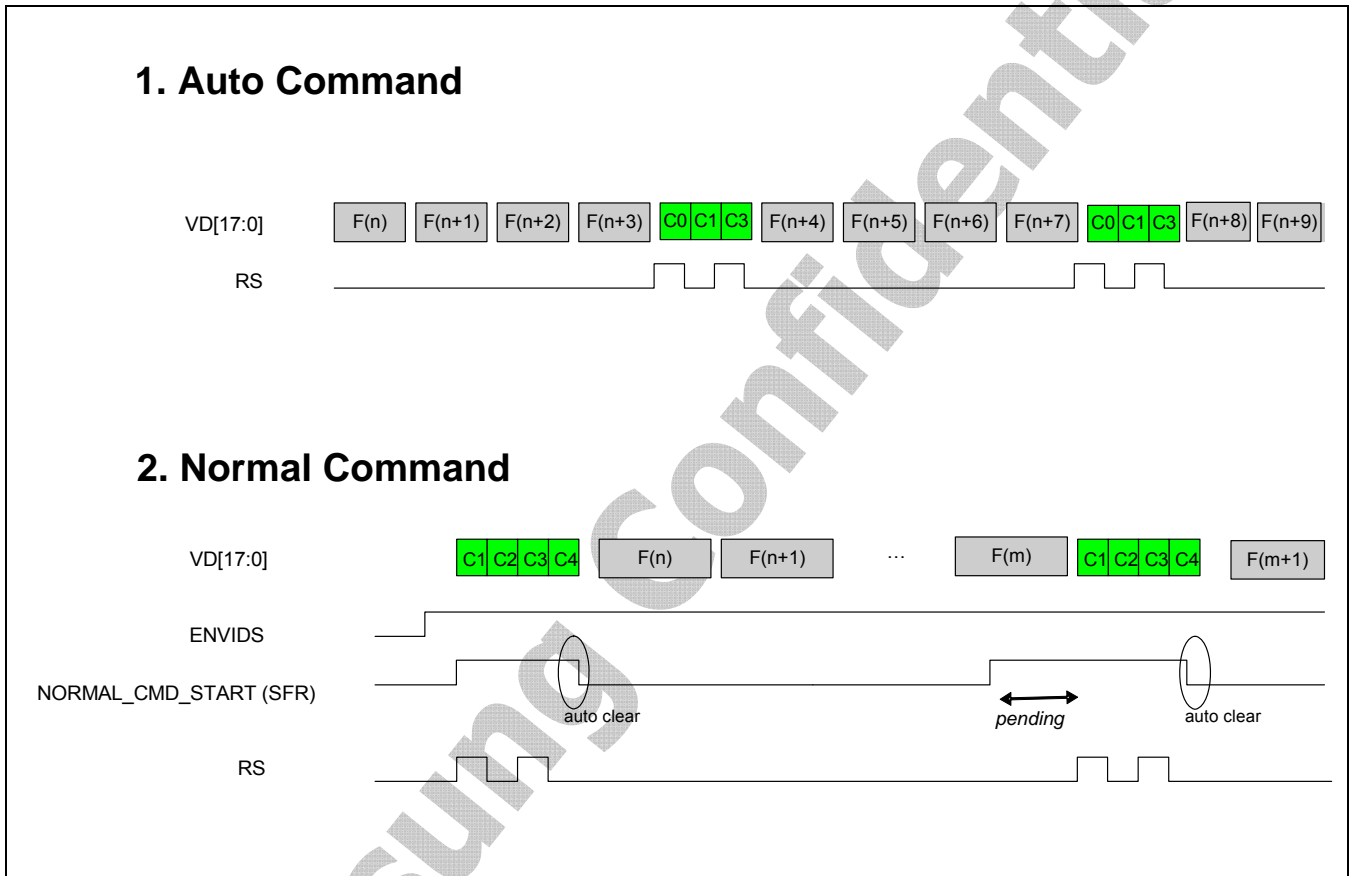 1. Auto Command
VD[17:0] F(n) F(n+1) F(n+2) F(n+3) C0 C1 C3 F(n+4) F(n+5) F(n+6) F(n+7) C0 C1 C3 F(n+8) F(n+9)
RS
2. Normal Command
VD[17:0] C1 C2 C3 C4 F(n) F(n+1) ... F(m) C1 C2 C3 C4 F(m+1)
ENVIDS
NORMAL_CMD_START (SFR)
auto clear pending auto clear
RS
sung Confidenti